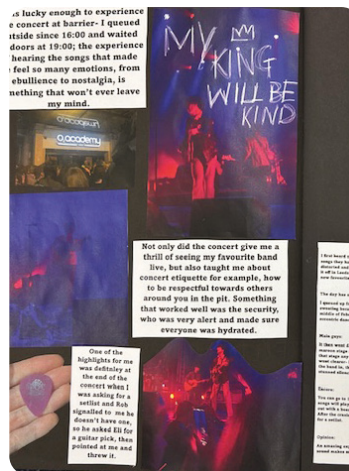 is lucky enough to experience
e concert at barrier- I queued
tside since 16:00 and waited
doors at 19:00; the experience
hearing the songs that made
feel so many emotions, from
ebullience to nostalgia, is
mething that won't ever leave
my mind.
O2 academy
MY
KING
WILL BE
KIND
Not only did the concert give me a
thrill of seeing my favourite band
live, but also taught me about
concert etiquette for example, how
to be respectful towards others
around you in the pit. Something
that worked well was the security,
who was very alert and made sure
everyone was hydrated.
One of the
highlights for me
was definitley at
the end of the
concert when I
was asking for a
setlist and Rob
signalled to me he
doesn't have one,
so he asked Eli for
a guitar pick, then
pointed at me and
threw it.